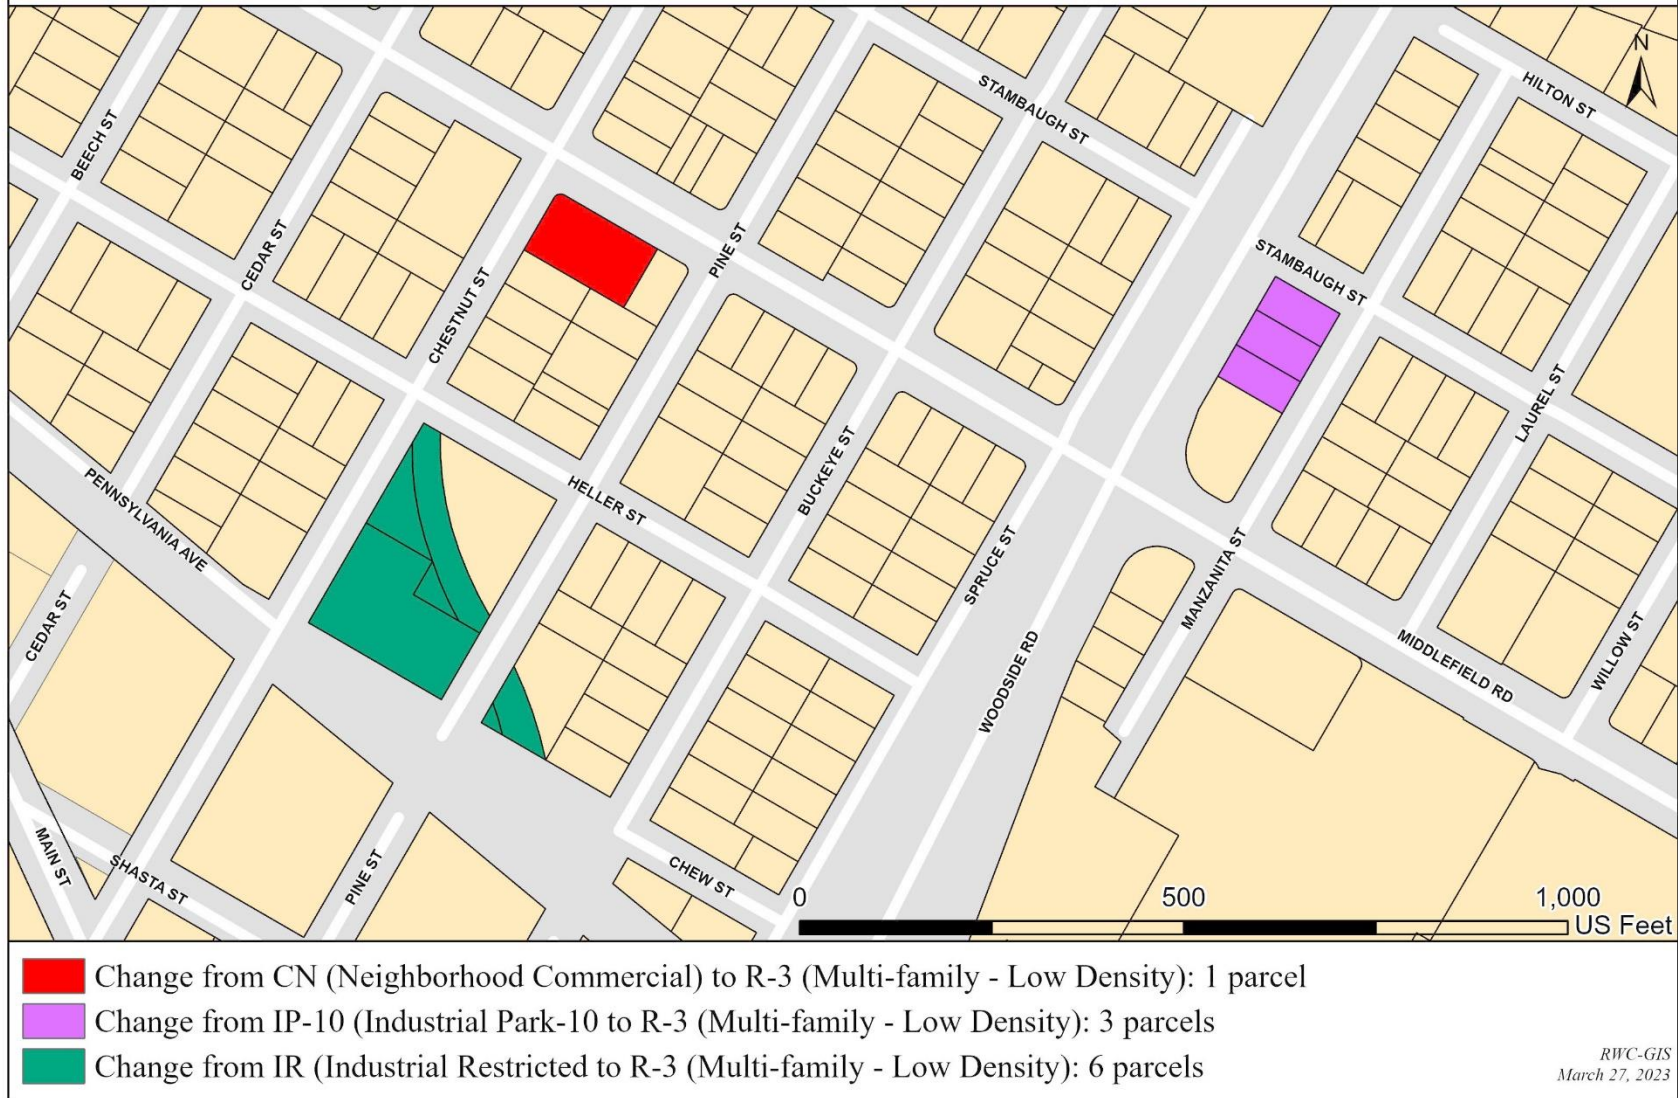 N
HILTON ST
STAMBAUGH ST
BEECH ST
CEDAR ST
PINE ST
STAMBAUGH ST
CHESTNUT ST
LAUREL ST
PENNSYLVANIA AVE
HELLER ST
BUCKEYE ST
SPRUCE ST
MANZANITA ST
CEDAR ST
WOODSIDE RD
MIDDLEFIELD RD
WILLOW ST
MAIN ST
SHASTA ST
PINE ST
CHEW ST
0 500 1,000
US Feet
Change from CN (Neighborhood Commercial) to R-3 (Multi-family - Low Density): 1 parcel
Change from IP-10 (Industrial Park-10 to R-3 (Multi-family - Low Density): 3 parcels
Change from IR (Industrial Restricted to R-3 (Multi-family - Low Density): 6 parcels
RWC-GIS
March 27, 2023